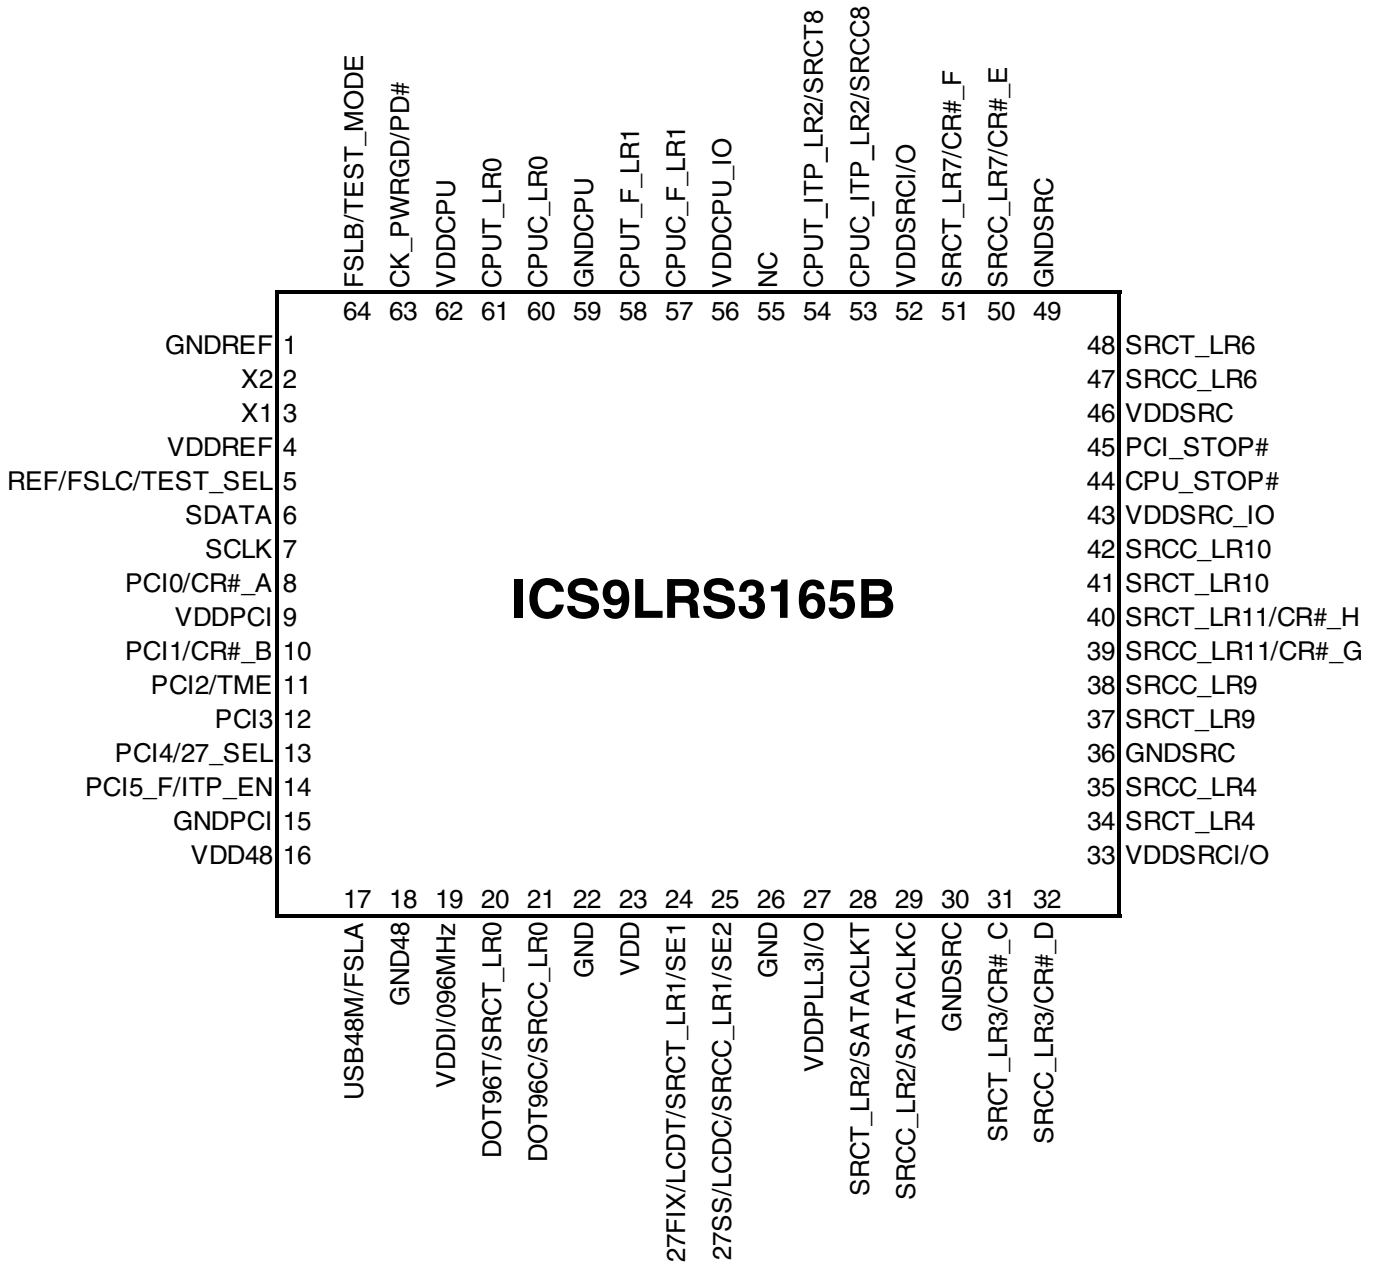 FSLB/TEST_MODE
CK_PWRGD/PD#
VDDCPU
CPUT_LR0
CPUC_LR0
GNDCPU
CPUT_F_LR1
CPUC_F_LR1
VDDCPU_IO
NC
CPUT_ITP_LR2/SRCT8
CPUC_ITP_LR2/SRCC8
VDDSRCI/O
SRCT_LR7/CR#_F
SRCC_LR7/CR#_E
GNDSRC
64 63 62 61 60 59 58 57 56 55 54 53 52 51 50 49
GNDREF 1
X2 2
X1 3
VDDREF 4
REF/FSLC/TEST_SEL 5
SDATA 6
SCLK 7
PCI0/CR#_A 8
VDDPCI 9
PCI1/CR#_B 10
PCI2/TME 11
PCI3 12
PCI4/27_SEL 13
PCI5_F/ITP_EN 14
GNDPCI 15
VDD48 16
ICS9LRS3165B
48 SRCT_LR6
47 SRCC_LR6
46 VDDSRC
45 PCI_STOP#
44 CPU_STOP#
43 VDDSRC_IO
42 SRCC_LR10
41 SRCT_LR10
40 SRCT_LR11/CR#_H
39 SRCC_LR11/CR#_G
38 SRCC_LR9
37 SRCT_LR9
36 GNDSRC
35 SRCC_LR4
34 SRCT_LR4
33 VDDSRCI/O
17 18 19 20 21 22 23 24 25 26 27 28 29 30 31 32
USB48M/FSLA
GND48
VDDI/096MHz
DOT96T/SRCT_LR0
DOT96C/SRCC_LR0
GND
VDD
27FIX/LCDT/SRCT_LR1/SE1
27SS/LCDC/SRCC_LR1/SE2
GND
VDDPLL3I/O
SRCT_LR2/SATACLKT
SRCC_LR2/SATACLKC
GNDSRC
SRCT_LR3/CR#_C
SRCC_LR3/CR#_D